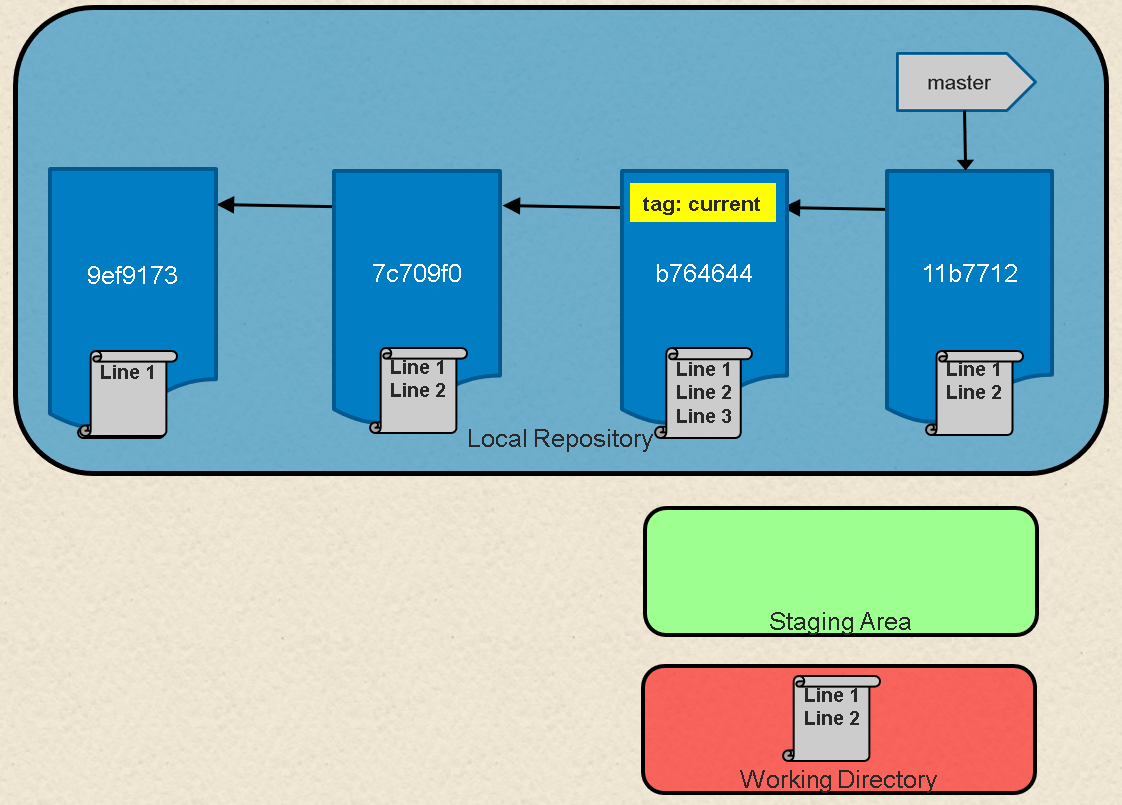 master
tag: current
9ef9173
7c709f0
b764644
11b7712
Line 1
Line 1
Line 2
Line 1
Line 2
Line 3
Line 1
Line 2
Local Repository
Staging Area
Line 1
Line 2
Working Directory